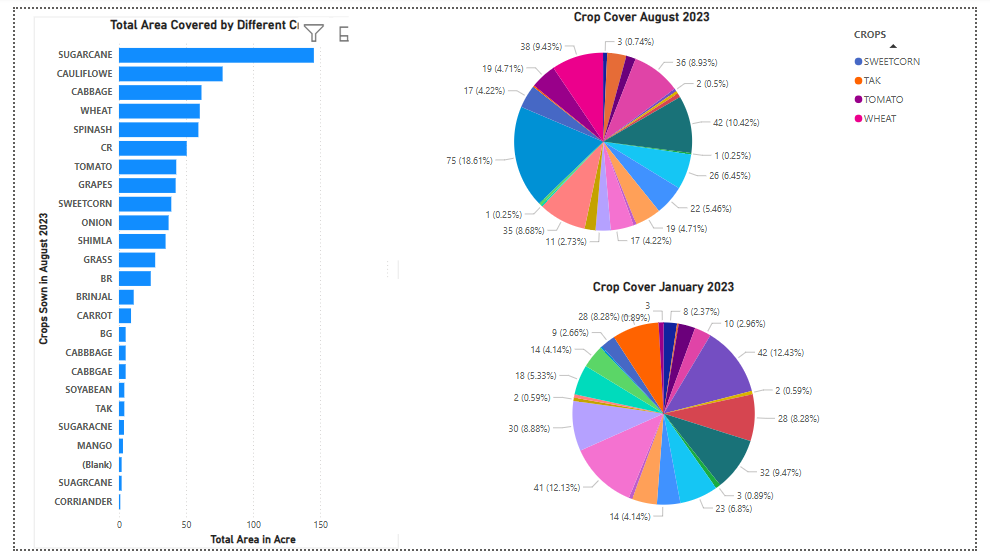 Total Area Covered by Different Cr
Crops Sown in August 2023
SUGARCANE
CAULIFLOWE
CABBAGE
WHEAT
SPINASH
CR
TOMATO
GRAPES
SWEETCORN
ONION
SHIMLA
GRASS
BR
BRINJAL
CARROT
BG
CABBBAGE
CABBGAE
SOYABEAN
TAK
SUGARACNE
MANGO
(Blank)
SUAGRCANE
CORRIANDER
0 50 100 150
Total Area in Acre
Crop Cover August 2023
3 (0.74%)
36 (8.93%)
2 (0.5%)
42 (10.42%)
1 (0.25%)
26 (6.45%)
22 (5.46%)
19 (4.71%)
17 (4.22%)
11 (2.73%)
35 (8.68%)
1 (0.25%)
75 (18.61%)
17 (4.22%)
19 (4.71%)
38 (9.43%)
CROPS
SWEETCORN
TAK
TOMATO
WHEAT
Crop Cover January 2023
3
(0.89%)
8 (2.37%)
10 (2.96%)
42 (12.43%)
2 (0.59%)
28 (8.28%)
32 (9.47%)
3 (0.89%)
23 (6.8%)
14 (4.14%)
41 (12.13%)
30 (8.88%)
2 (0.59%)
18 (5.33%)
14 (4.14%)
9 (2.66%)
28 (8.28%)